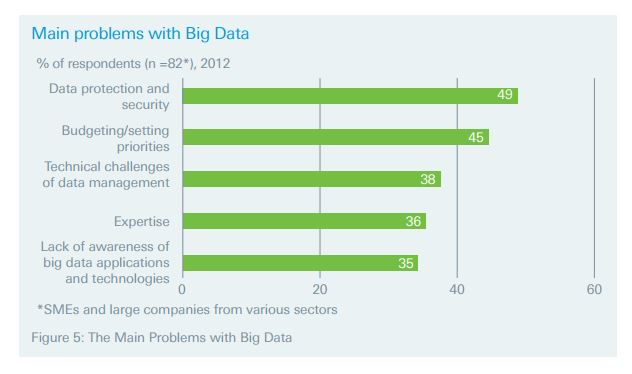 Main problems with Big Data
% of respondents (n =82*), 2012
Data protection and
security
49
Budgeting/setting
priorities
45
Technical challenges
of data management
38
Expertise
36
Lack of awareness of
big data applications
and technologies
35
0 20 40 60
*SMEs and large companies from various sectors
Figure 5: The Main Problems with Big Data